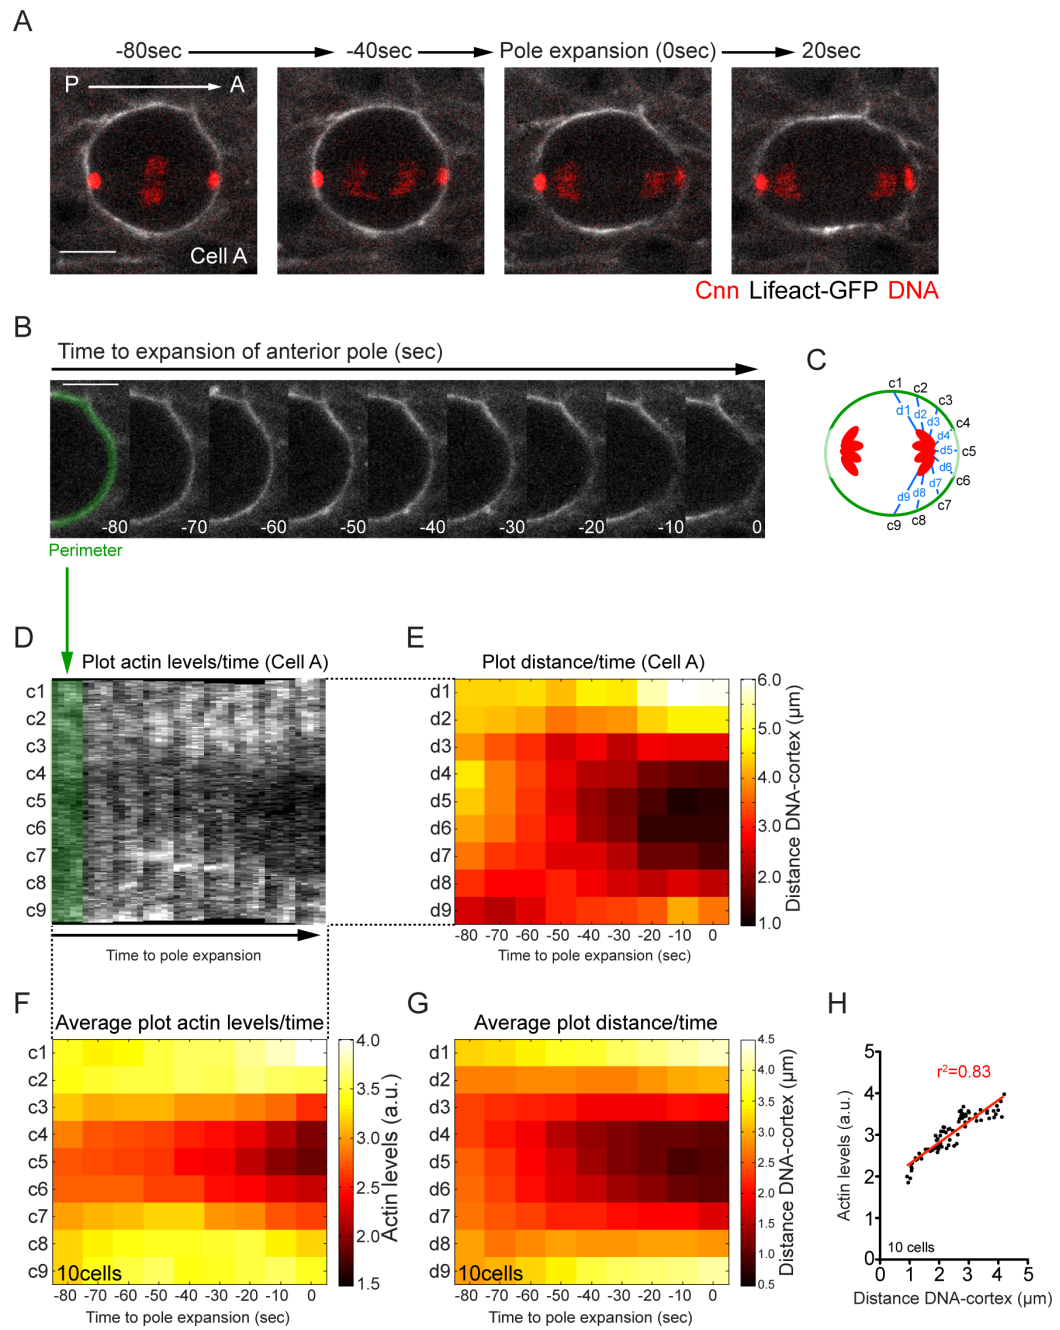 A
-80sec -40sec Pole expansion (0sec) 20sec
P A
Cell A
Cnn Lifeact-GFP DNA
B
Time to expansion of anterior pole (sec)
-80 -70 -60 -50 -40 -30 -20 -10 0
Perimeter
C
c1
c2
c3
c4
c5
c6
c7
c8
c9
d1
d2
d3
d4
d5
d6
d7
d8
d9
D
Plot actin levels/time (Cell A)
c1
c2
c3
c4
c5
c6
c7
c8
c9
Time to pole expansion
E
Plot distance/time (Cell A)
d1
d2
d3
d4
d5
d6
d7
d8
d9
-80 -70 -60 -50 -40 -30 -20 -10 0
Time to pole expansion (sec)
6.0
5.0
4.0
3.0
2.0
1.0
Distance DNA-cortex (µm)
F
Average plot actin levels/time
c1
c2
c3
c4
c5
c6
c7
c8
c9
10cells
-80 -70 -60 -50 -40 -30 -20 -10 0
Time to pole expansion (sec)
4.0
3.5
3.0
2.5
2.0
1.5
Actin levels (a.u.)
G
Average plot distance/time
d1
d2
d3
d4
d5
d6
d7
d8
d9
10cells
-80 -70 -60 -50 -40 -30 -20 -10 0
Time to pole expansion (sec)
4.5
4.0
3.5
3.0
2.5
2.0
1.5
1.0
0.5
Distance DNA-cortex (µm)
H
r²=0.83
5
4
3
2
1
0
Actin levels (a.u.)
10 cells
0 1 2 3 4 5
Distance DNA-cortex (µm)